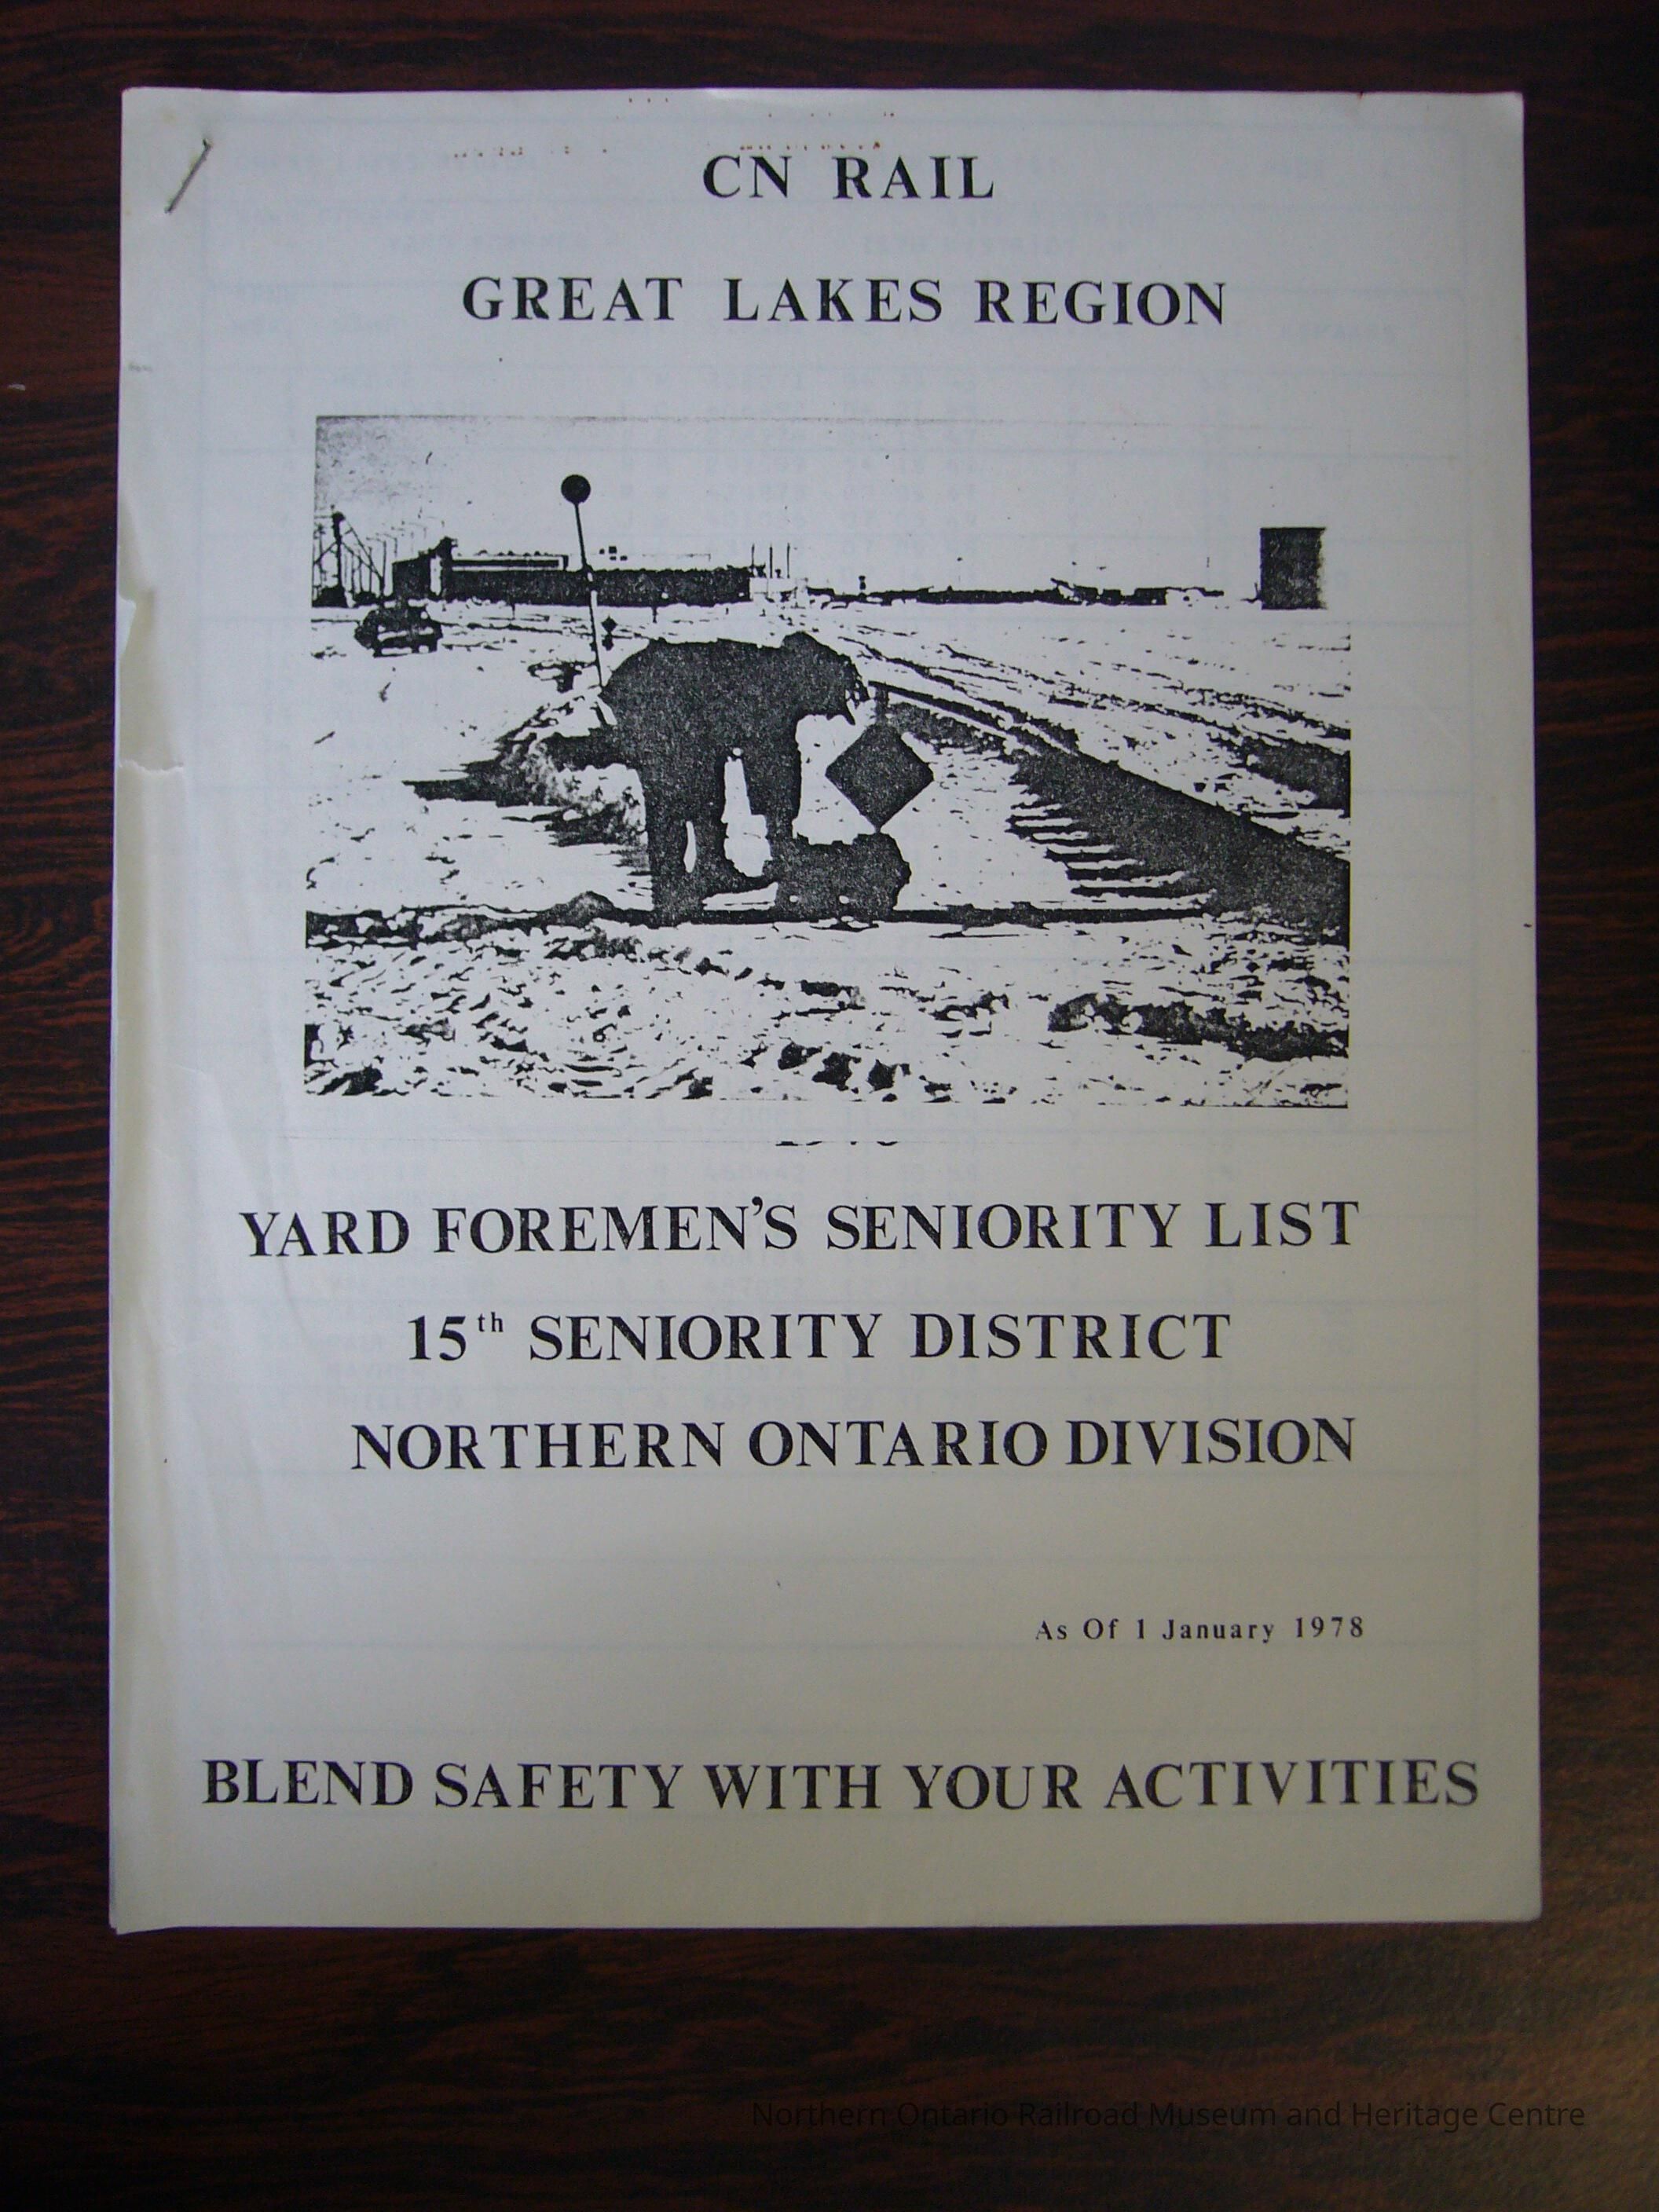 CN RAIL
GREAT LAKES REGION
YARD FOREMEN'S SENIORITY LIST
15th SENIORITY DISTRICT
NORTHERN ONTARIO DIVISION
As Of 1 January 1978
BLEND SAFETY WITH YOUR ACTIVITIES
Northern Ontario Railroad Museum and Heritage Centre